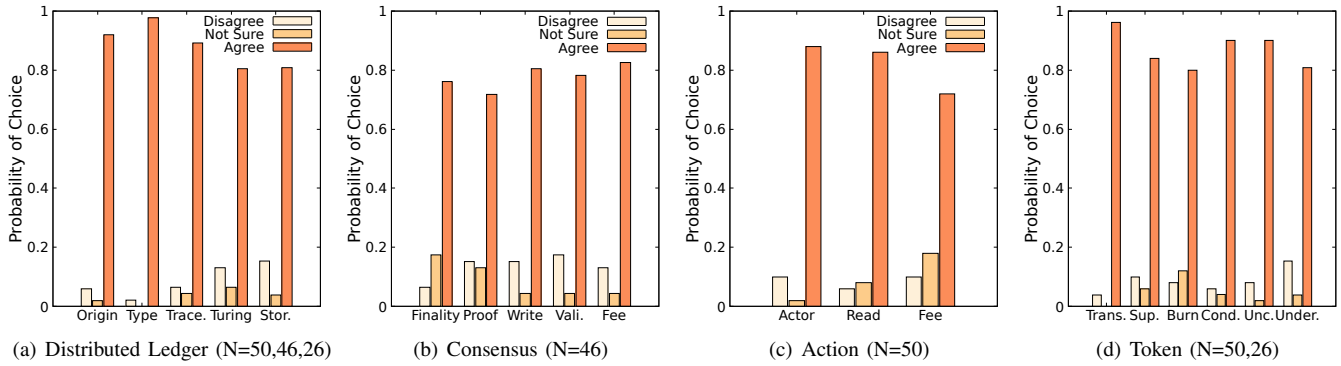 Disagree
Not Sure
Agree
Probability of Choice
1
0.8
0.6
0.4
0.2
0
Origin Type Trace. Turing Stor.
(a) Distributed Ledger (N=50,46,26)
Disagree
Not Sure
Agree
Probability of Choice
1
0.8
0.6
0.4
0.2
0
Finality Proof Write Vali. Fee
(b) Consensus (N=46)
Disagree
Not Sure
Agree
Probability of Choice
1
0.8
0.6
0.4
0.2
0
Actor Read Fee
(c) Action (N=50)
Disagree
Not Sure
Agree
Probability of Choice
1
0.8
0.6
0.4
0.2
0
Trans. Sup. Burn Cond. Unc. Under.
(d) Token (N=50,26)